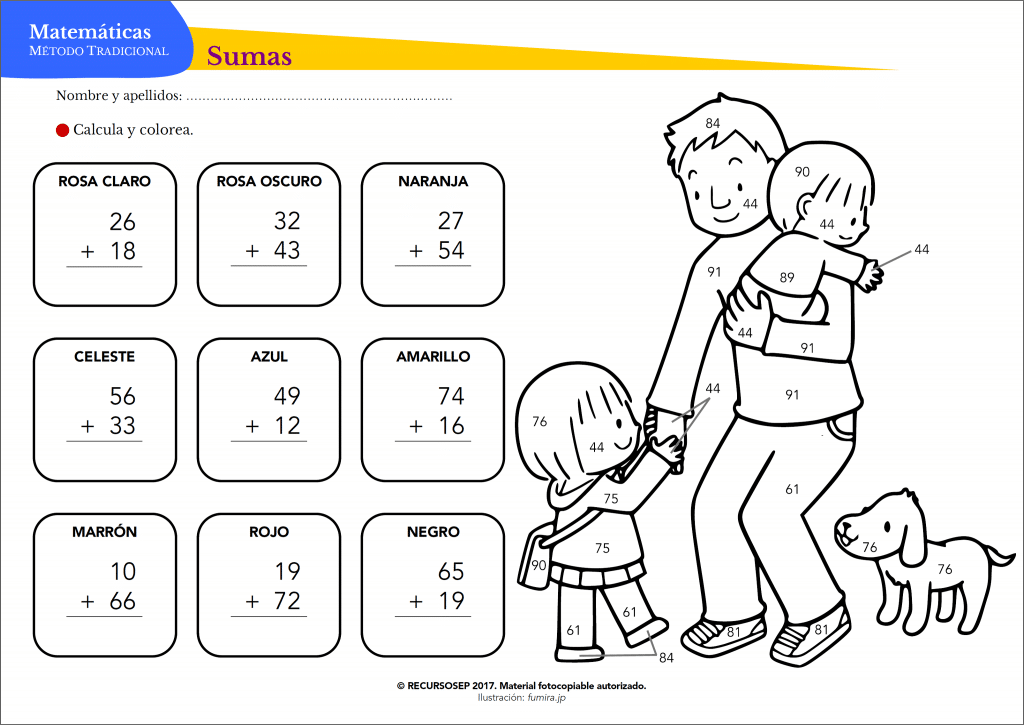 Matemáticas
MÉTODO TRADICIONAL
Sumas
Nombre y apellidos: ..................................................................
Calcula y colorea.
ROSA CLARO
26
+ 18
ROSA OSCURO
32
+ 43
NARANJA
27
+ 54
CELESTE
56
+ 33
AZUL
49
+ 12
AMARILLO
74
+ 16
MARRÓN
10
+ 66
ROJO
19
+ 72
NEGRO
65
+ 19
84
90
44
44
44
91
89
44
91
44
91
76
44
75
61
75
90
76
76
61
61
81
81
84
© RECURSOSEP 2017. Material fotocopiable autorizado.
Ilustración: fumira.jp